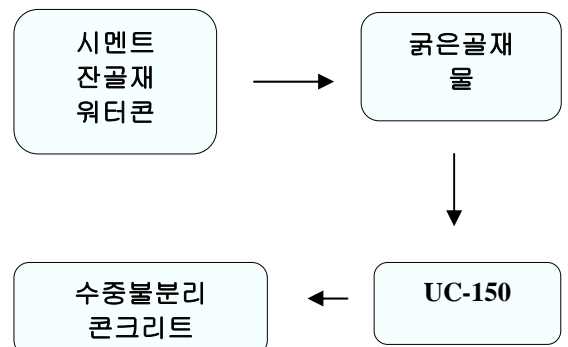 시멘트
잔골재
워터콘
굵은골재
물
UC-150
수중불분리
콘크리트